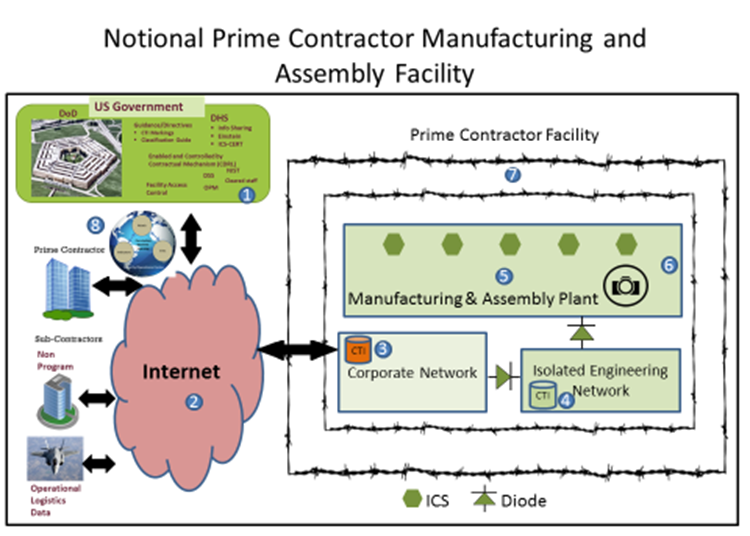 Notional Prime Contractor Manufacturing and
Assembly Facility
US Government
DoD
Guidance/Directives
• CTI Markings
• Classification Guide
DHS
• Info Sharing
• Einstein
• ICS-CERT
Enabled and Controlled by
Contractual Mechanism (CDRL)
NIST
DSS
Cleared staff
Facility Access
Control
OPM
1
Prime Contractor Facility
7
8
Prime Contractor
Sub-Contractors
Non
Program
Operational
Logistics
Data
Internet
2
5
6
Manufacturing & Assembly Plant
CTI
3
Corporate Network
Isolated Engineering
Network
CTI
4
ICS
Diode